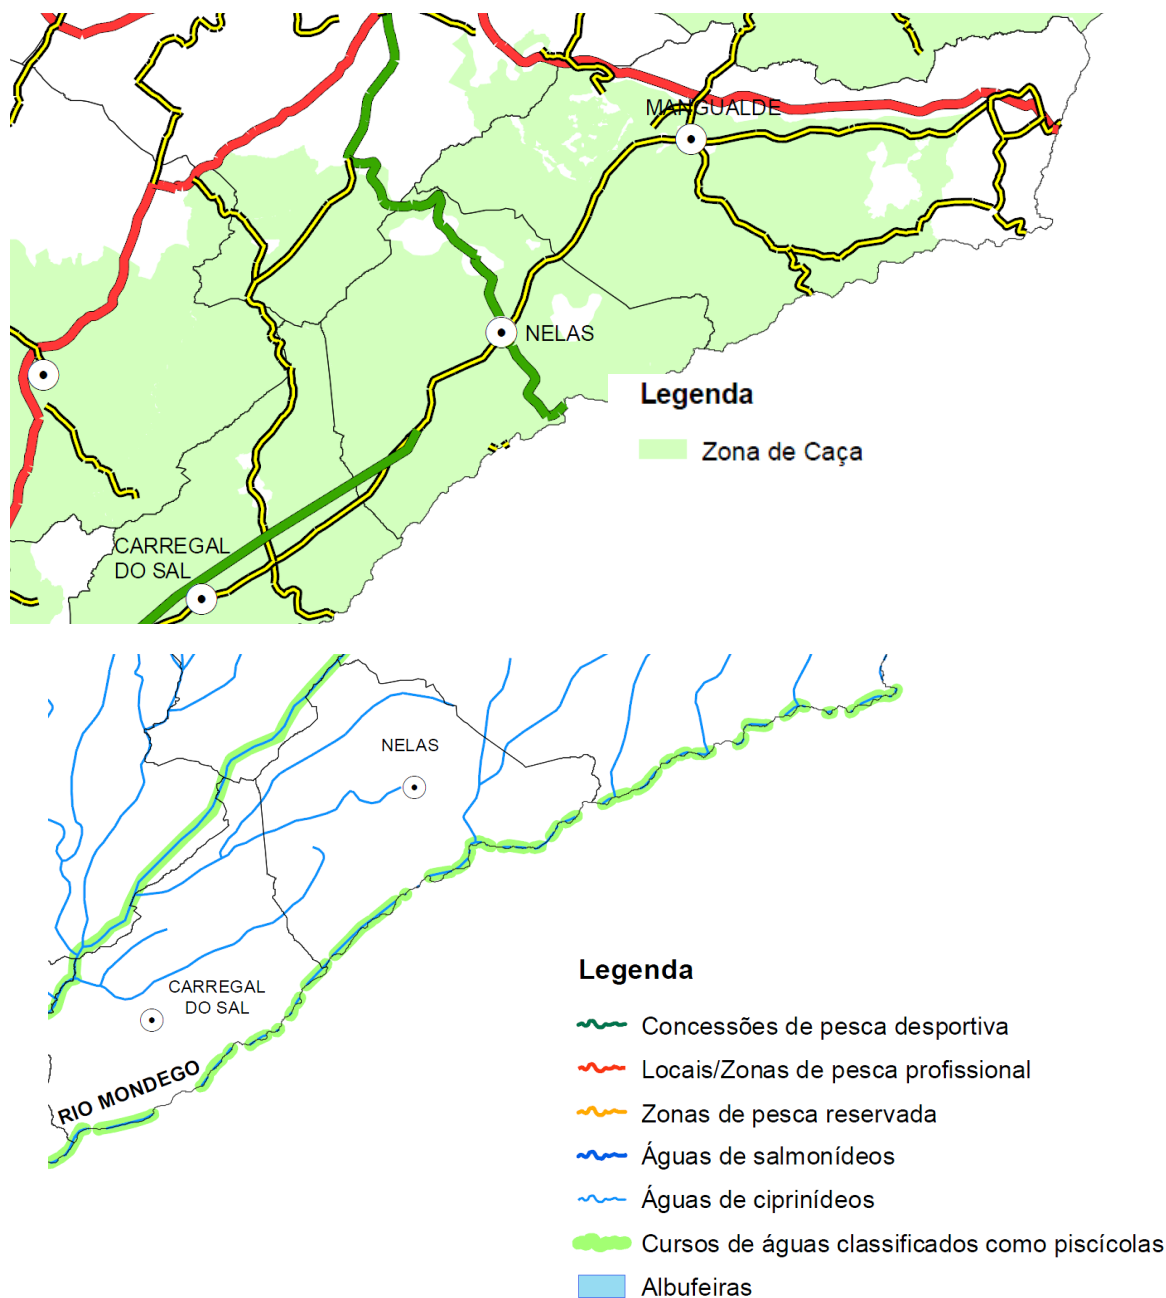 MANGUALDE
NELAS
Legenda
Zona de Caça
CARREGAL
DO SAL
NELAS
CARREGAL
DO SAL
RIO MONDEGO
Legenda
Concessões de pesca desportiva
Locais/Zonas de pesca profissional
Zonas de pesca reservada
Águas de salmonídeos
Águas de ciprinídeos
Cursos de águas classificados como piscícolas
Albufeiras